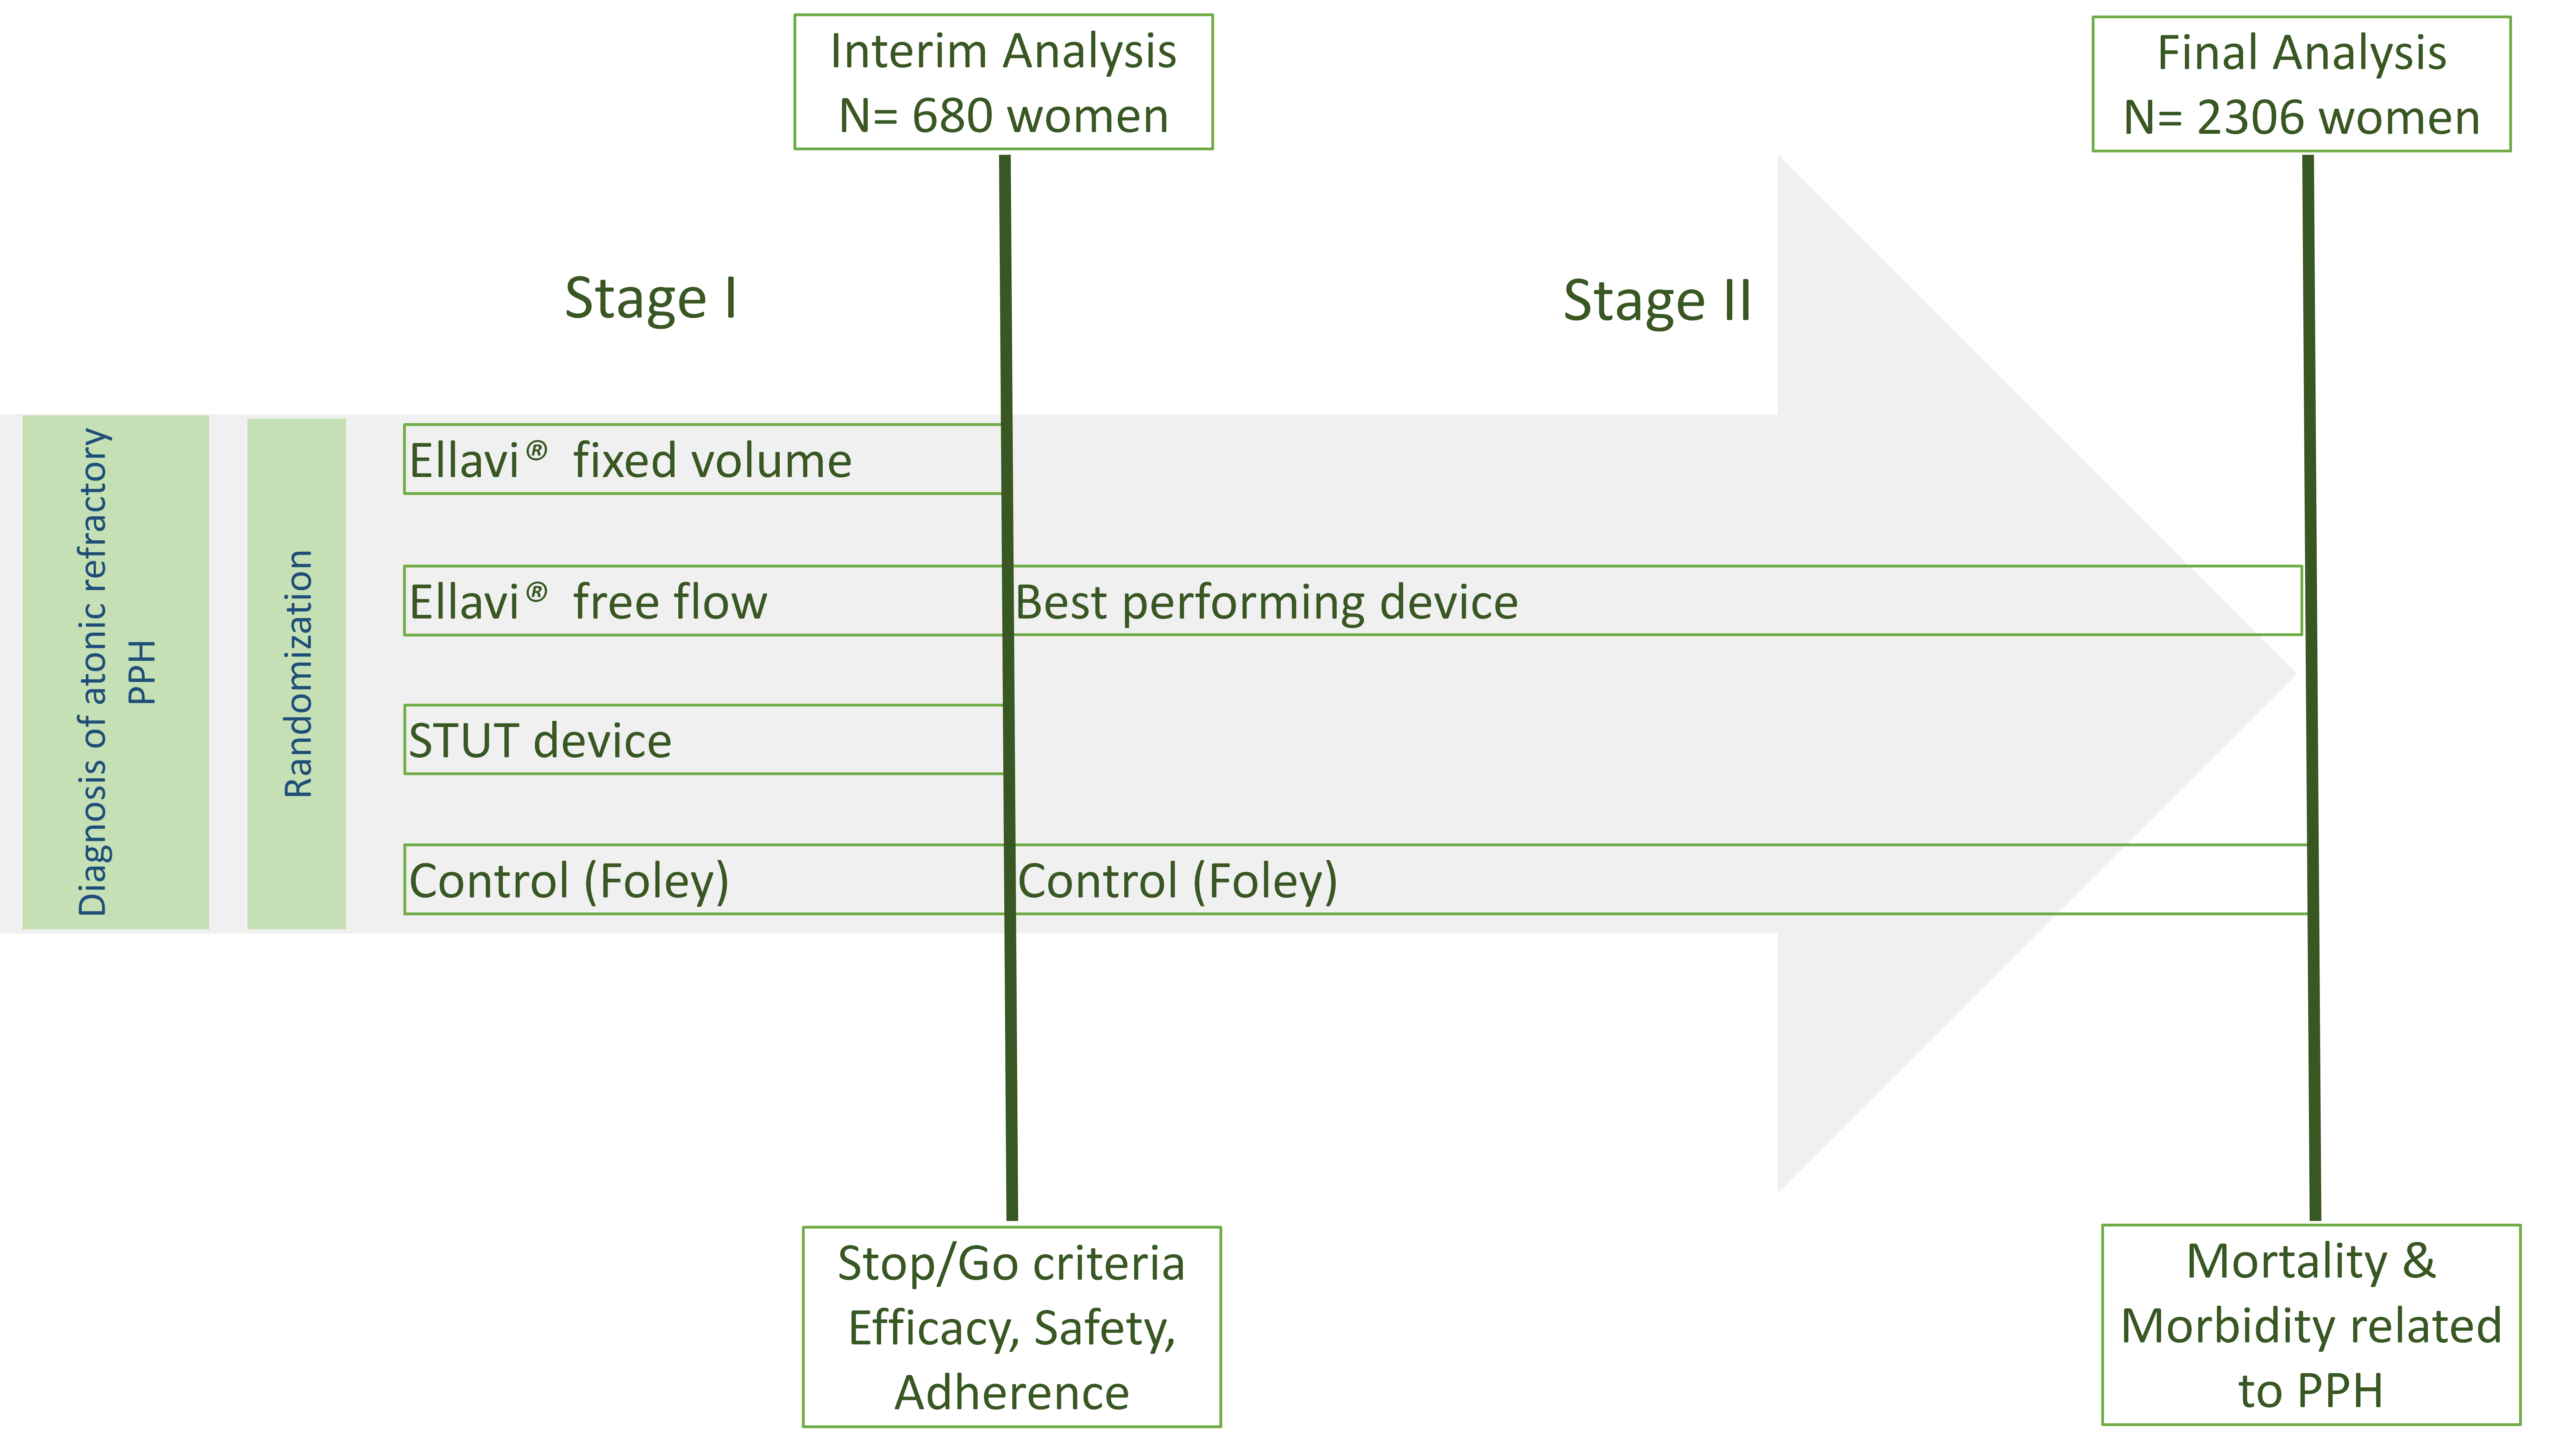 Interim Analysis
N= 680 women
Final Analysis
N= 2306 women
Stage I
Stage II
Diagnosis of atonic refractory
PPH
Randomization
Ellavi® fixed volume
Ellavi® free flow
Best performing device
STUT device
Control (Foley)
Control (Foley)
Stop/Go criteria
Efficacy, Safety,
Adherence
Mortality &
Morbidity related
to PPH